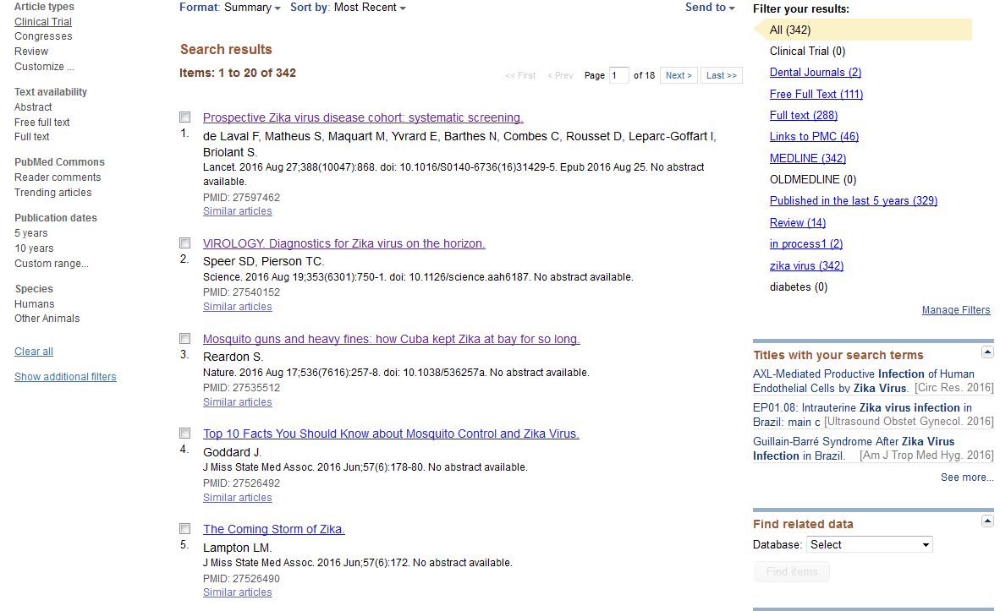 Article types
Clinical Trial
Congresses
Review
Customize ...
Text availability
Abstract
Free full text
Full text
PubMed Commons
Reader comments
Trending articles
Publication dates
5 years
10 years
Custom range...
Species
Humans
Other Animals
Clear all
Show additional filters
Format: Summary Sort by: Most Recent Send to
Search results
Items: 1 to 20 of 342
<< First < Prev Page 1 of 18 Next > Last >>
Prospective Zika virus disease cohort: systematic screening.
1. de Laval F, Matheus S, Maquart M, Yvrard E, Barthes N, Combes C, Rousset D, Leparc-Goffart I,
Briolant S.
Lancet. 2016 Aug 27;388(10047):868. doi: 10.1016/S0140-6736(16)31429-5. Epub 2016 Aug 25. No abstract
available.
PMID: 27597462
Similar articles
VIROLOGY. Diagnostics for Zika virus on the horizon.
2. Speer SD, Pierson TC.
Science. 2016 Aug 19;353(6301):750-1. doi: 10.1126/science.aah6187. No abstract available.
PMID: 27540152
Similar articles
Mosquito guns and heavy fines: how Cuba kept Zika at bay for so long.
3. Reardon S.
Nature. 2016 Aug 17;536(7616):257-8. doi: 10.1038/536257a. No abstract available.
PMID: 27535512
Similar articles
Top 10 Facts You Should Know about Mosquito Control and Zika Virus.
4. Goddard J.
J Miss State Med Assoc. 2016 Jun;57(6):178-80. No abstract available.
PMID: 27526492
Similar articles
The Coming Storm of Zika.
5. Lampton LM.
J Miss State Med Assoc. 2016 Jun;57(6):172. No abstract available.
PMID: 27526490
Similar articles
Filter your results:
All (342)
Clinical Trial (0)
Dental Journals (2)
Free Full Text (111)
Full text (288)
Links to PMC (46)
MEDLINE (342)
OLDMEDLINE (0)
Published in the last 5 years (329)
Review (14)
in process1 (2)
zika virus (342)
diabetes (0)
Manage Filters
Titles with your search terms
AXL-Mediated Productive Infection of Human
Endothelial Cells by Zika Virus. [Circ Res. 2016]
EP01.08: Intrauterine Zika virus infection in
Brazil: main c [Ultrasound Obstet Gynecol. 2016]
Guillain-Barré Syndrome After Zika Virus
Infection in Brazil. [Am J Trop Med Hyg. 2016]
See more...
Find related data
Database: Select
Find items